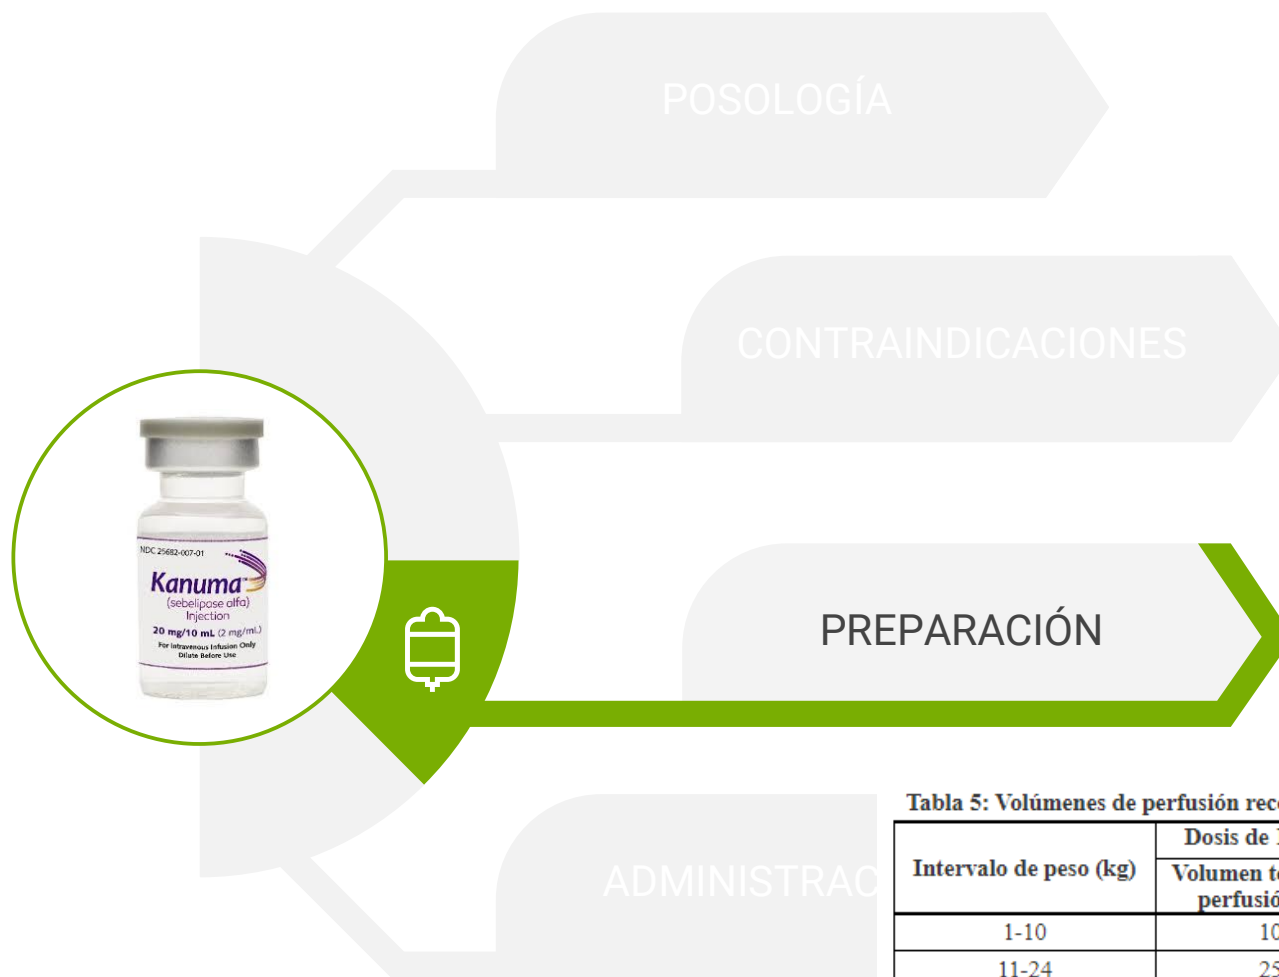 POSOLOGÍA
CONTRAINDICACIONES
NDC 25682-007-01
Kanuma™
(sebelipase alfa)
Injection
20 mg/10 mL (2 mg/mL)
For Intravenous Infusion Only
Dilute Before Use
PREPARACIÓN
ADMINISTRAC
Tabla 5: Volúmenes de perfusión rec
Intervalo de peso (kg)
Dosis de
Volumen t
perfusió
1-10
10
11-24
25